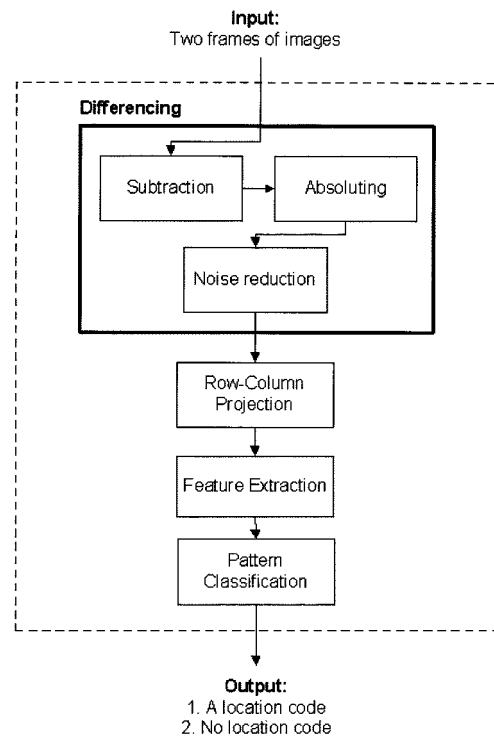 Input:
Two frames of images
Differencing
Subtraction
Absoluting
Noise reduction
Row-Column
Projection
Feature Extraction
Pattern
Classification
Output:
1. A location code
2. No location code